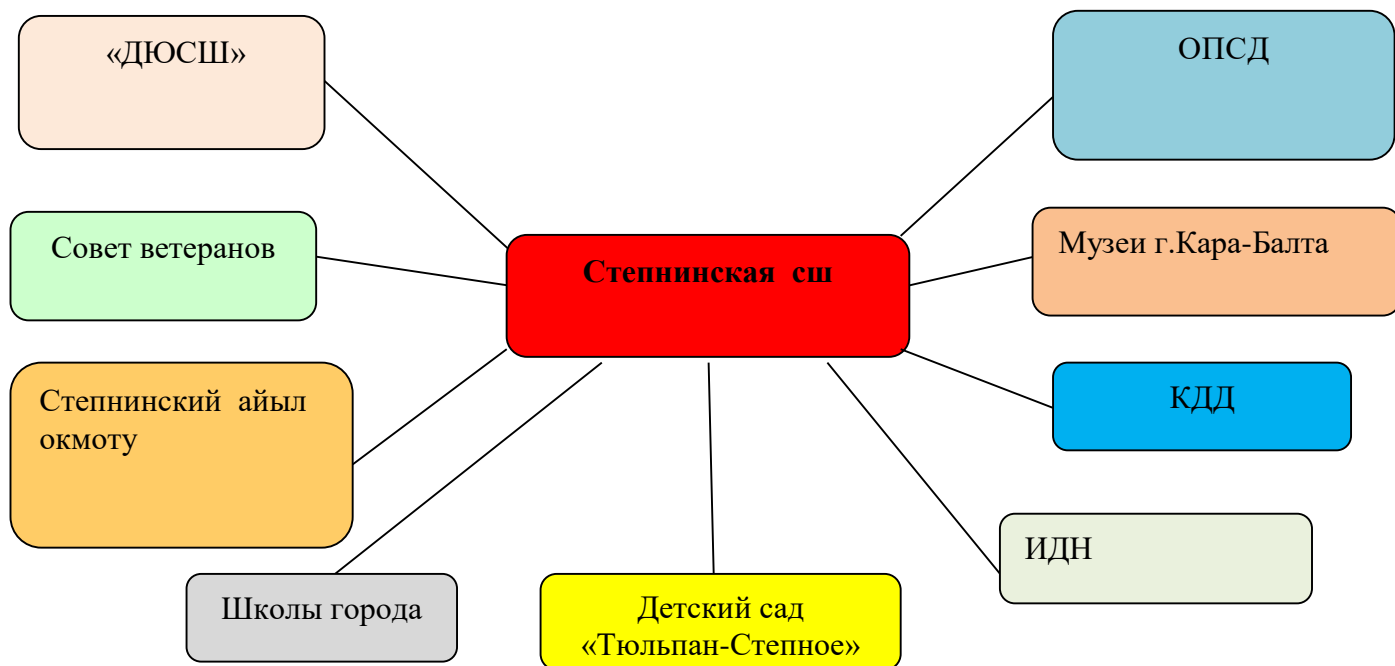 «ДЮСШ»
ОПСД
Совет ветеранов
Музеи г.Кара-Балта
Степнинская сш
Степнинский айыл
окмоту
КДД
ИДН
Школы города
Детский сад
«Тюльпан-Степное»